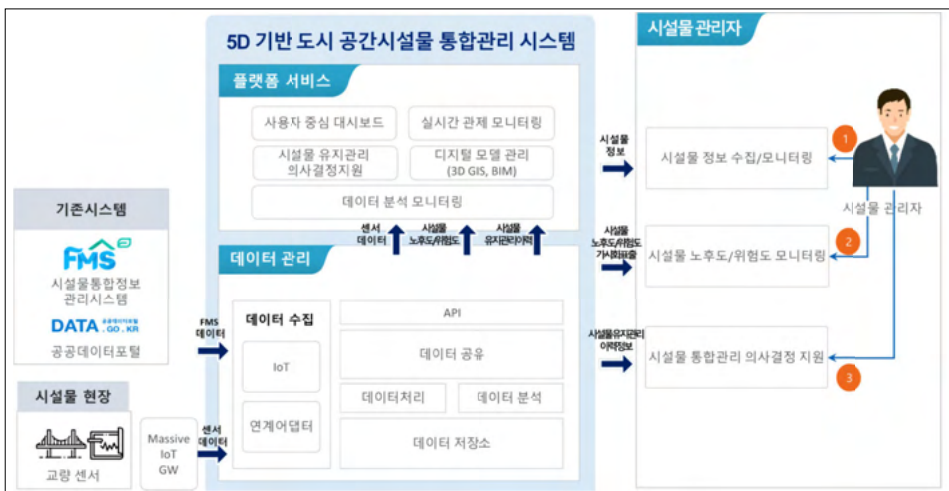 5D 기반 도시 공간시설물 통합관리 시스템
플랫폼 서비스
사용자 중심 대시보드
실시간 관제 모니터링
시설물 유지관리
의사결정지원
디지털 모델 관리
(3D GIS, BIM)
데이터 분석 모니터링
센서
데이터
시설물
노후도/위험도
시설물
유지관리이력
데이터 관리
데이터 수집
IoT
연계어댑터
API
데이터 공유
데이터처리
데이터 분석
데이터 저장소
기존시스템
FMS
시설물통합정보
관리시스템
DATA 공공데이터포털
.GO.KR
공공데이터포털
FMS
데이터
시설물 현장
교량 센서
Massive
IoT
GW
센서
데이터
시설물
정보
시설물
노후도/위험도
가시화표출
시설물유지관리
이력정보
시설물 관리자
시설물 정보 수집/모니터링
1
시설물 관리자
시설물 노후도/위험도 모니터링
2
시설물 통합관리 의사결정 지원
3